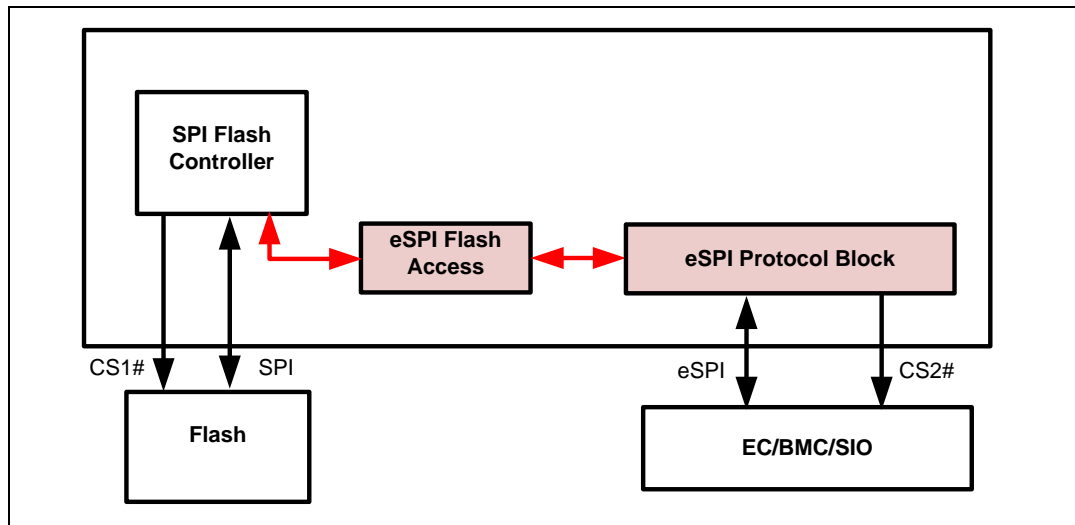 SPI Flash
Controller
eSPI Flash
Access
eSPI Protocol Block
CS1#
SPI
eSPI
CS2#
Flash
EC/BMC/SIO